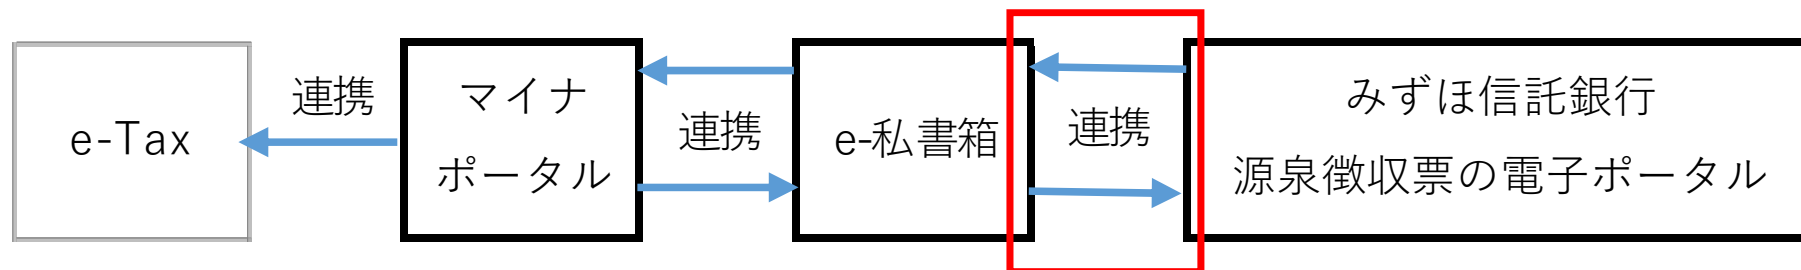 e-Tax
連携
マイナ
ポータル
連携
e-私書箱
連携
みずほ信託銀行
源泉徴収票の電子ポータル